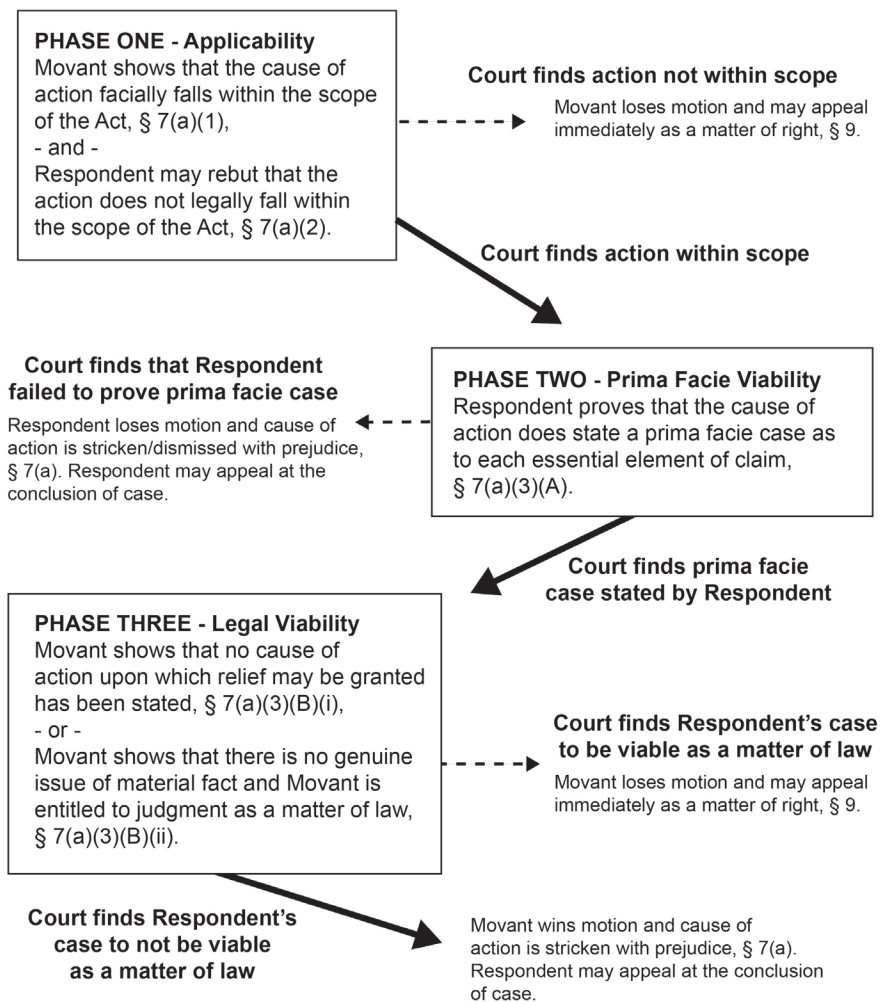 PHASE ONE - Applicability
Movant shows that the cause of
action facially falls within the scope
of the Act, § 7(a)(1),
- and -
Respondent may rebut that the
action does not legally fall within
the scope of the Act, § 7(a)(2).
Court finds action not within scope
Movant loses motion and may appeal
immediately as a matter of right, § 9.
Court finds action within scope
Court finds that Respondent
failed to prove prima facie case
Respondent loses motion and cause of
action is stricken/dismissed with prejudice,
§ 7(a). Respondent may appeal at the
conclusion of case.
PHASE TWO - Prima Facie Viability
Respondent proves that the cause of
action does state a prima facie case as
to each essential element of claim,
§ 7(a)(3)(A).
Court finds prima facie
case stated by Respondent
PHASE THREE - Legal Viability
Movant shows that no cause of
action upon which relief may be granted
has been stated, § 7(a)(3)(B)(i),
- or -
Movant shows that there is no genuine
issue of material fact and Movant is
entitled to judgment as a matter of law,
§ 7(a)(3)(B)(ii).
Court finds Respondent's case
to be viable as a matter of law
Movant loses motion and may appeal
immediately as a matter of right, § 9.
Court finds Respondent's
case to not be viable
as a matter of law
Movant wins motion and cause of
action is stricken with prejudice, § 7(a).
Respondent may appeal at the conclusion
of case.